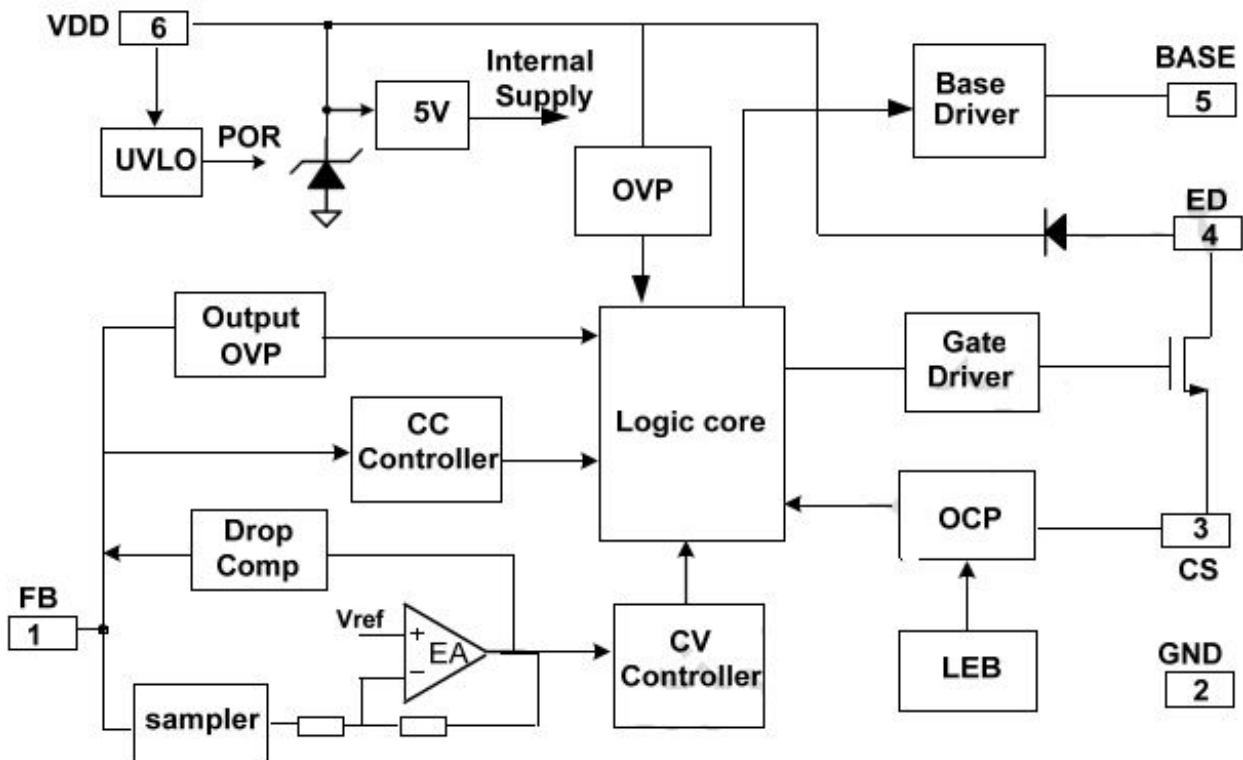 VDD
6
UVLO
POR
5V
Internal
Supply
OVP
Base
Driver
BASE
5
ED
4
Output
OVP
CC
Controller
Logic core
Gate
Driver
Drop
Comp
OCP
3
CS
FB
1
Vref
+
EA
−
CV
Controller
LEB
GND
2
sampler